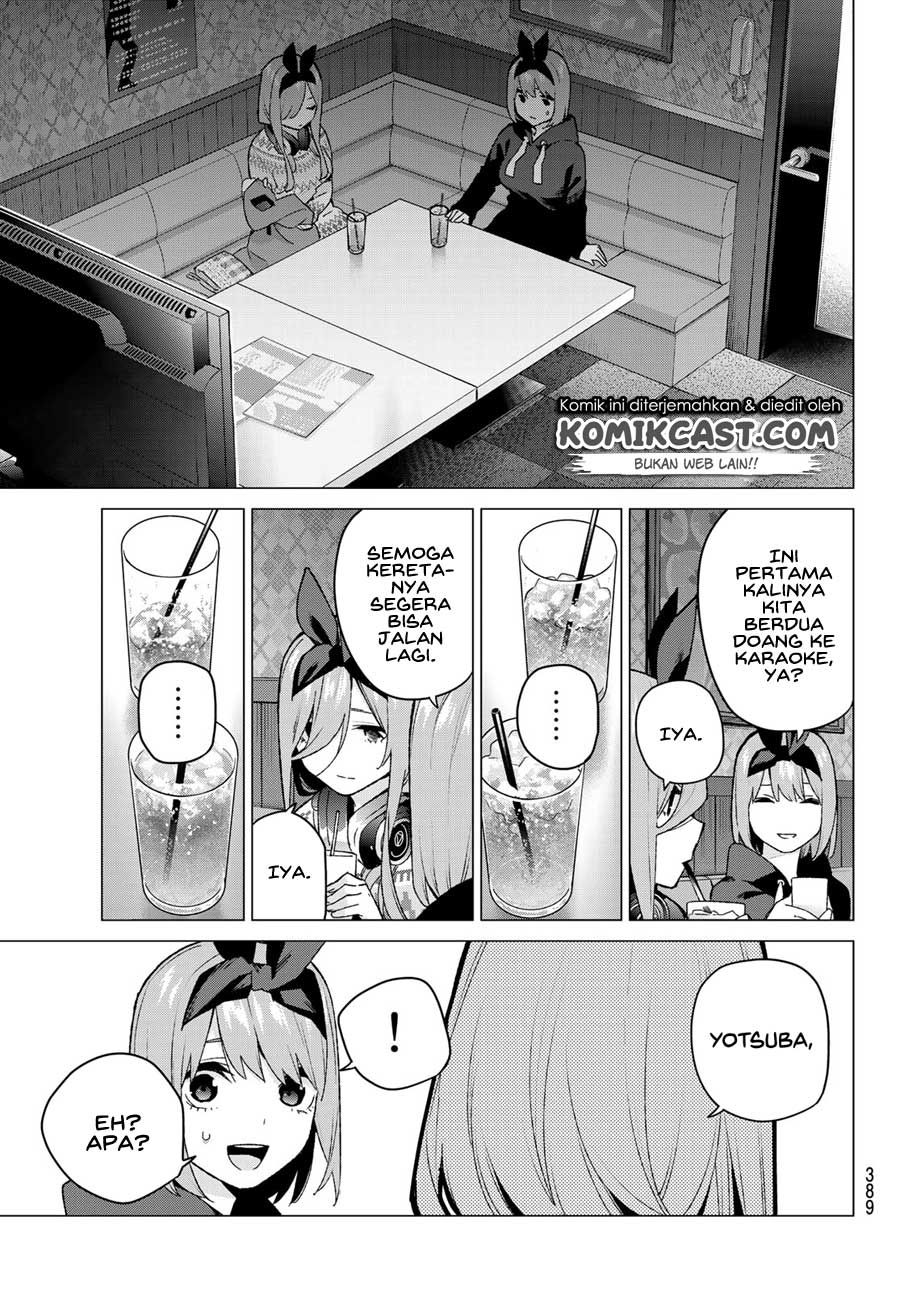 Komik ini diterjemahkan & diedit oleh
KOMIKCAST.COM
BUKAN WEB LAIN!!
INI
PERTAMA
KALINYA
KITA
BERDUA
DOANG KE
KARAOKE,
YA?
IYA.
......
SEMOGA
KERETA-
NYA
SEGERA
BISA
JALAN
LAGI.
IYA.
......
YOTSUBA,
!
EH?
APA?
389